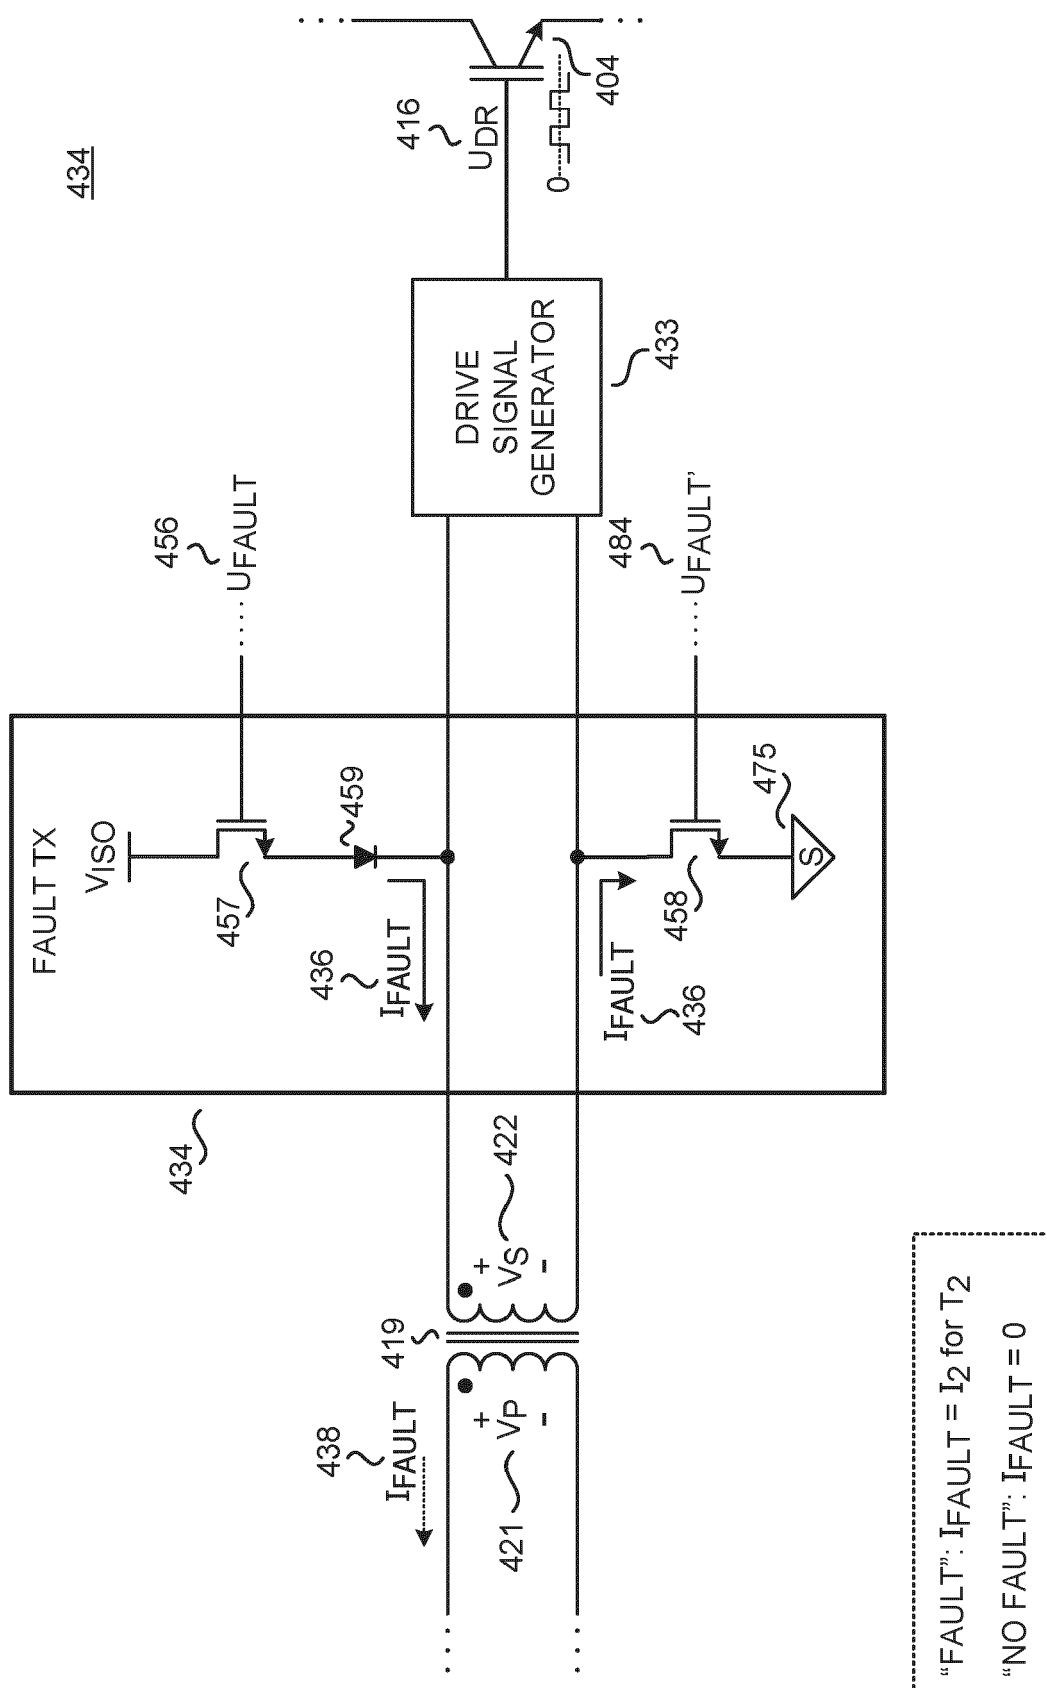 434
FAULT TX
VISO
457
459
456
UFAULT
436
IFAULT
434
438
IFAULT
419
+
VP
-
421
+
VS
-
422
DRIVE
SIGNAL
GENERATOR
433
416
UDR
0
404
IFAULT
436
458
475
S
484
UFAULT’
“FAULT”: IFAULT = I2 for T2
“NO FAULT”: IFAULT = 0